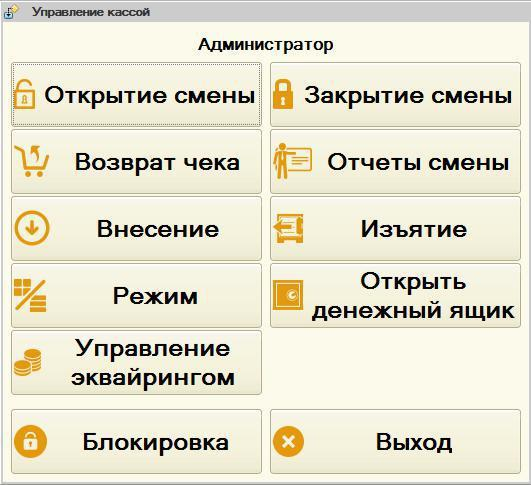 Управление кассой
Администратор
Открытие смены
Закрытие смены
Возврат чека
Отчеты смены
Внесение
Изъятие
Режим
Открыть
денежный ящик
Управление
эквайрингом
Блокировка
Выход